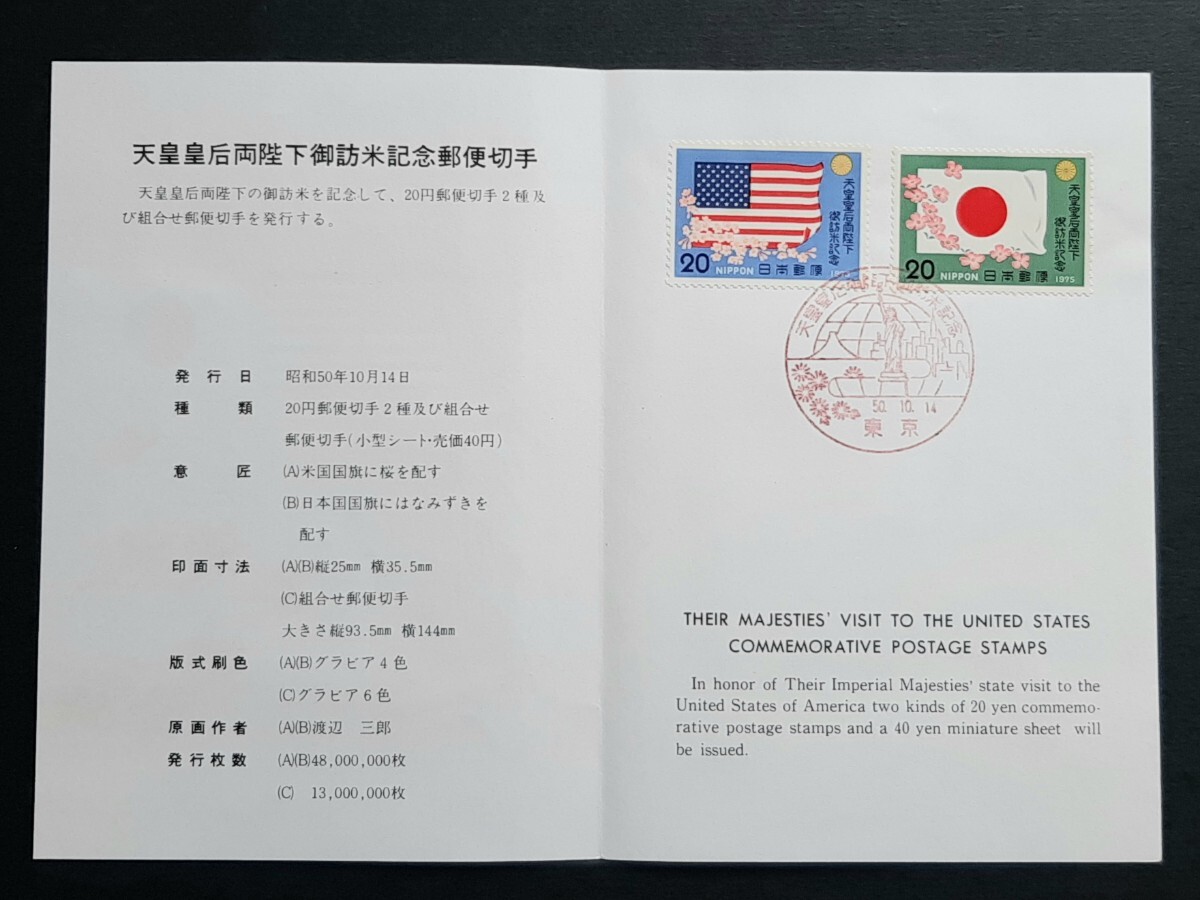 天皇皇后両陛下御訪米記念郵便切手
天皇皇后両陛下の御訪米を記念して、20円郵便切手2種及
び組合せ郵便切手を発行する。
発行日 昭和50年10月14日
種類 20円郵便切手2種及び組合せ
郵便切手(小型シート・売価40円)
意匠 (A)米国国旗に桜を配す
(B)日本国国旗にはなみずきを
配す
印面寸法 (A)(B)縦25mm 横35.5mm
(C)組合せ郵便切手
大きさ縦93.5mm 横144mm
版式刷色 (A)(B)グラビア4色
(C)グラビア6色
原画作者 (A)(B)渡辺 三郎
発行枚数 (A)(B)48,000,000枚
(C) 13,000,000枚
天皇皇后両陛下
御訪米記念
20 NIPPON 日本郵便
天皇皇后両陛下
御訪米記念
20 NIPPON 日本郵便 1975
天皇皇后 米記念
50. 10. 14
東京
THEIR MAJESTIES' VISIT TO THE UNITED STATES
COMMEMORATIVE POSTAGE STAMPS
In honor of Their Imperial Majesties' state visit to the
United States of America two kinds of 20 yen commemo-
rative postage stamps and a 40 yen miniature sheet will
be issued.